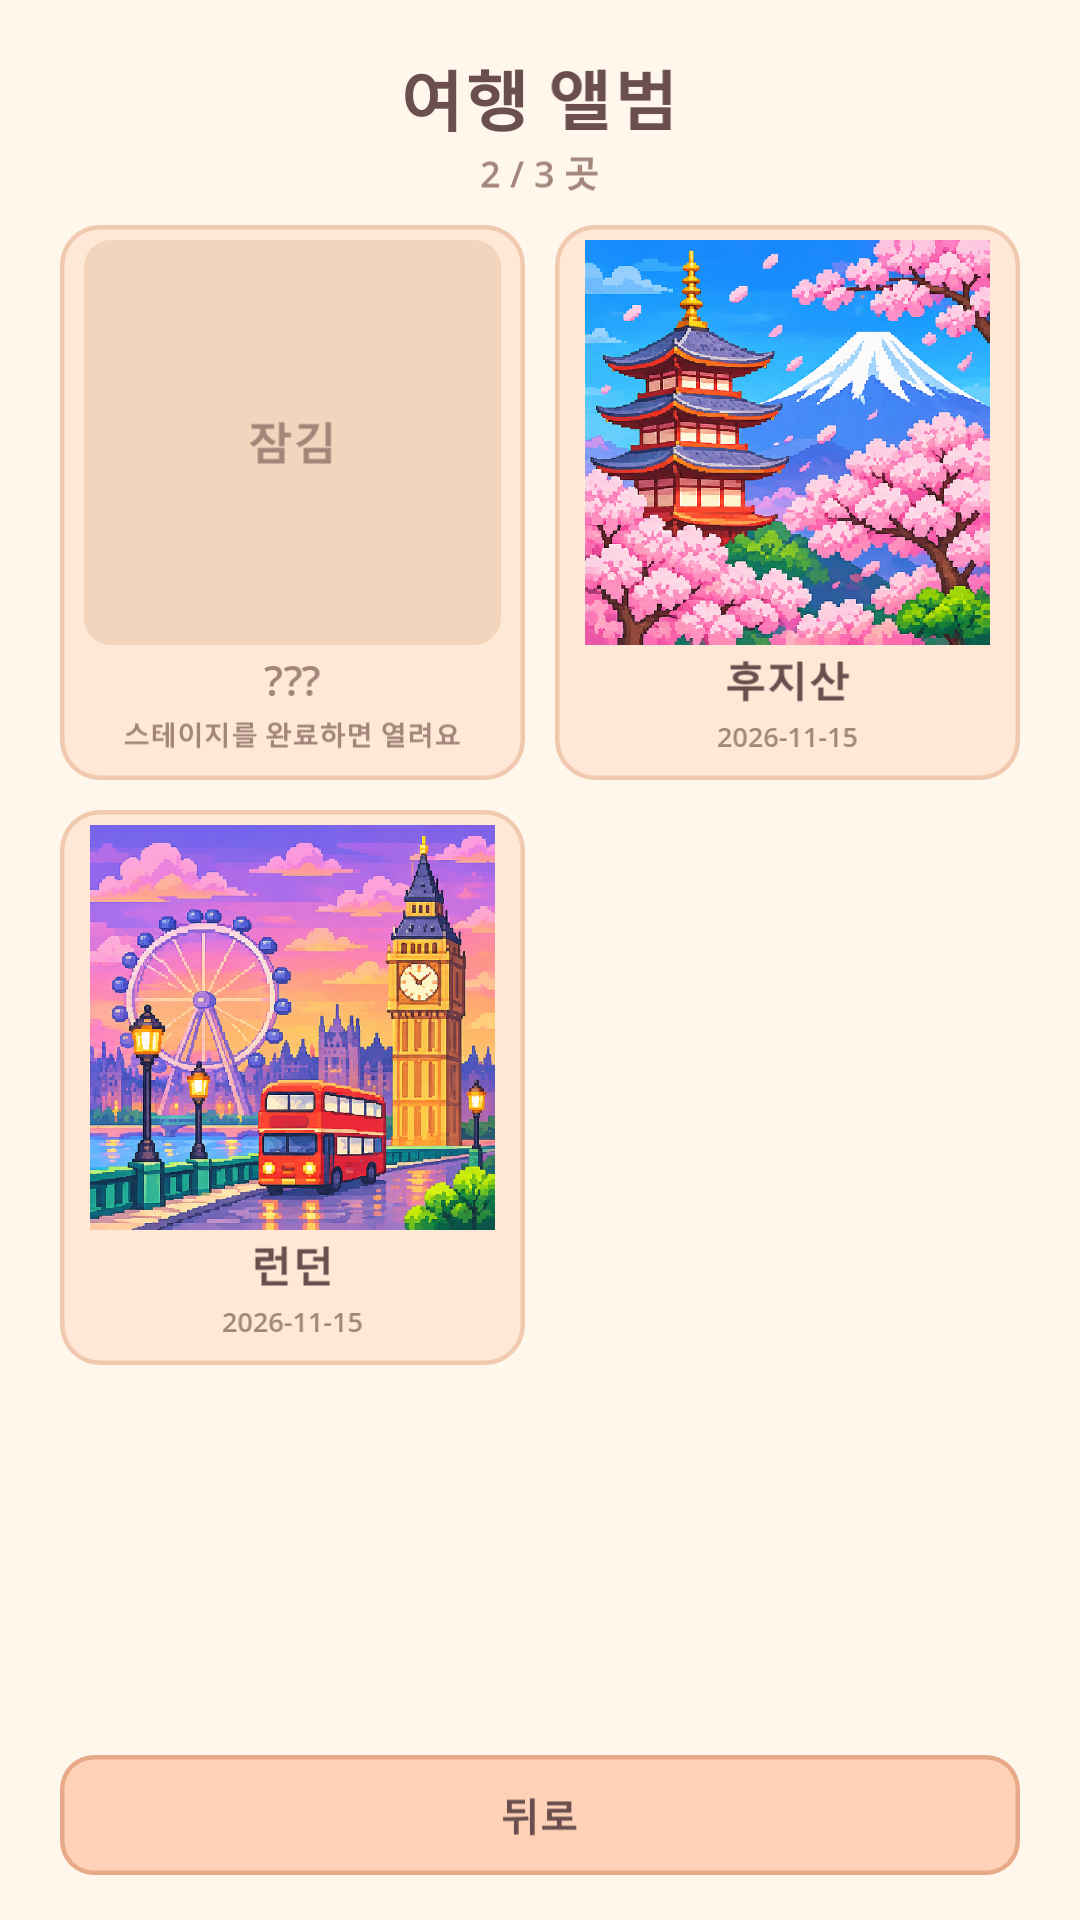 여행 앨범
2 / 3 곳
잠김
???
스테이지를 완료하면 열려요
후지산
2026-11-15
런던
2026-11-15
뒤로